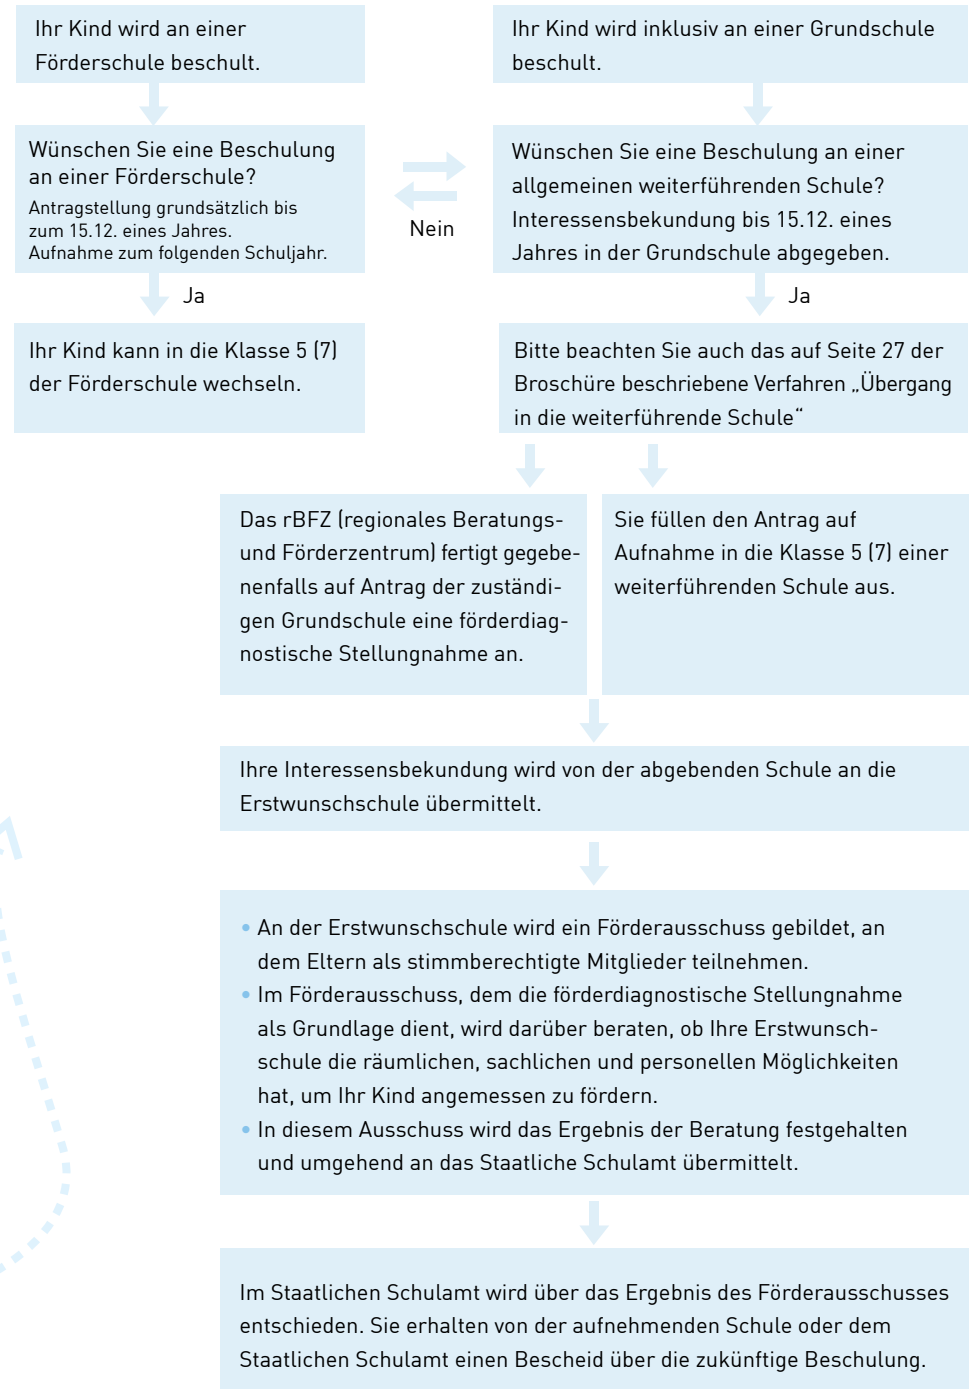 Ihr Kind wird an einer
Förderschule beschult.
Ihr Kind wird inklusiv an einer Grundschule
beschult.
Wünschen Sie eine Beschulung
an einer Förderschule?
Antragstellung grundsätzlich bis
zum 15.12. eines Jahres.
Aufnahme zum folgenden Schuljahr.
Nein
Wünschen Sie eine Beschulung an einer
allgemeinen weiterführenden Schule?
Interessensbekundung bis 15.12. eines
Jahres in der Grundschule abgegeben.
Ja
Ja
Ihr Kind kann in die Klasse 5 (7)
der Förderschule wechseln.
Bitte beachten Sie auch das auf Seite 27 der
Broschüre beschriebene Verfahren „Übergang
in die weiterführende Schule“
Das rBFZ (regionales Beratungs-
und Förderzentrum) fertigt gegebe-
nenfalls auf Antrag der zuständi-
gen Grundschule eine förderdiag-
nostische Stellungnahme an.
Sie füllen den Antrag auf
Aufnahme in die Klasse 5 (7) einer
weiterführenden Schule aus.
Ihre Interessensbekundung wird von der abgebenden Schule an die
Erstwunschschule übermittelt.
• An der Erstwunschschule wird ein Förderausschuss gebildet, an
dem Eltern als stimmberechtigte Mitglieder teilnehmen.
• Im Förderausschuss, dem die förderdiagnostische Stellungnahme
als Grundlage dient, wird darüber beraten, ob Ihre Erstwunsch-
schule die räumlichen, sachlichen und personellen Möglichkeiten
hat, um Ihr Kind angemessen zu fördern.
• In diesem Ausschuss wird das Ergebnis der Beratung festgehalten
und umgehend an das Staatliche Schulamt übermittelt.
Im Staatlichen Schulamt wird über das Ergebnis des Förderausschusses
entschieden. Sie erhalten von der aufnehmenden Schule oder dem
Staatlichen Schulamt einen Bescheid über die zukünftige Beschulung.